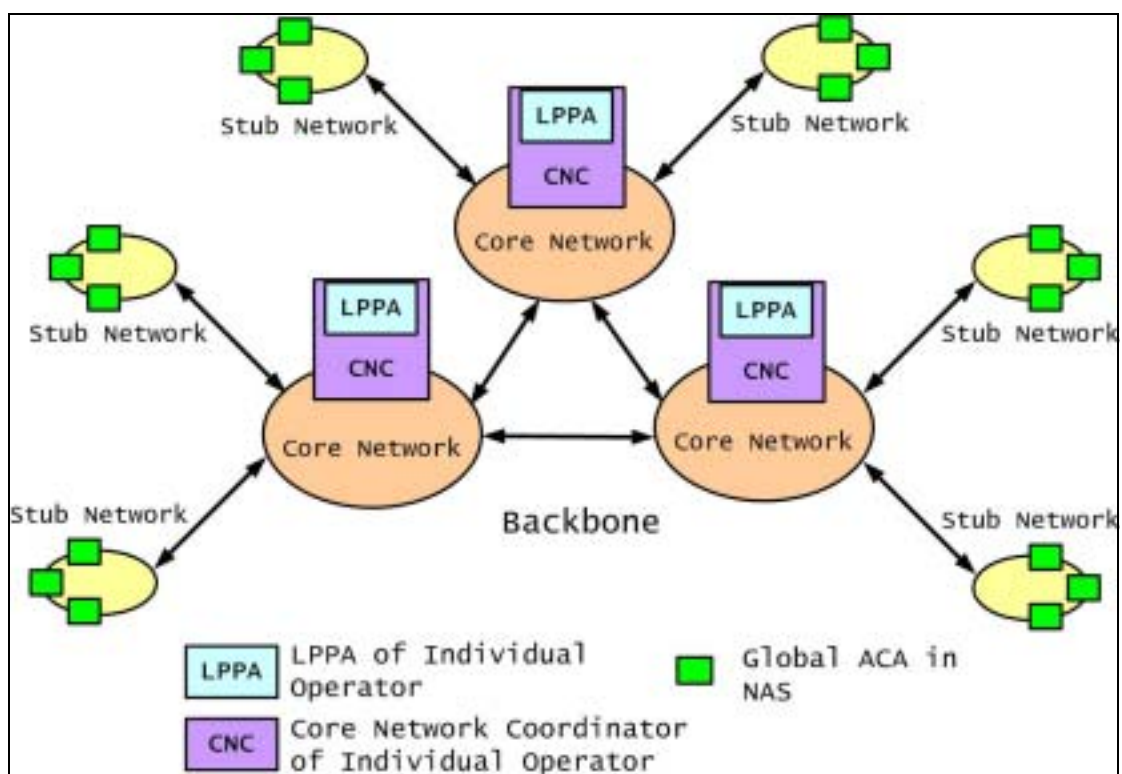 Stub Network
Stub Network
LPPA
CNC
Core Network
Stub Network
Stub Network
LPPA
CNC
Core Network
LPPA
CNC
Core Network
Stub Network
Stub Network
Backbone
LPPA
LPPA of Individual
Operator
Global ACA in
NAS
CNC
Core Network Coordinator
of Individual Operator